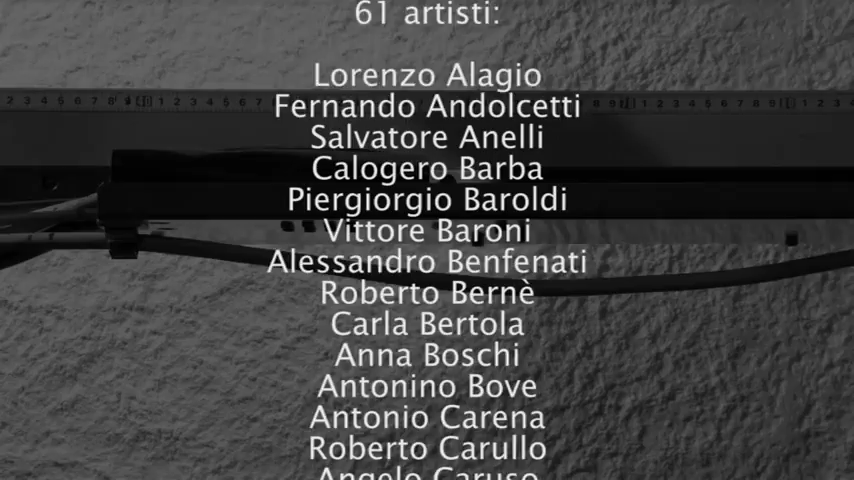 61 artisti:
Lorenzo Alagio
Fernando Andolcetti
Salvatore Anelli
Calogero Barba
Piergiorgio Baroldi
Vittore Baroni
Alessandro Benfenati
Roberto Bernè
Carla Bertola
Anna Boschi
Antonino Bove
Antonio Carena
Roberto Carullo
Angelo Caruso